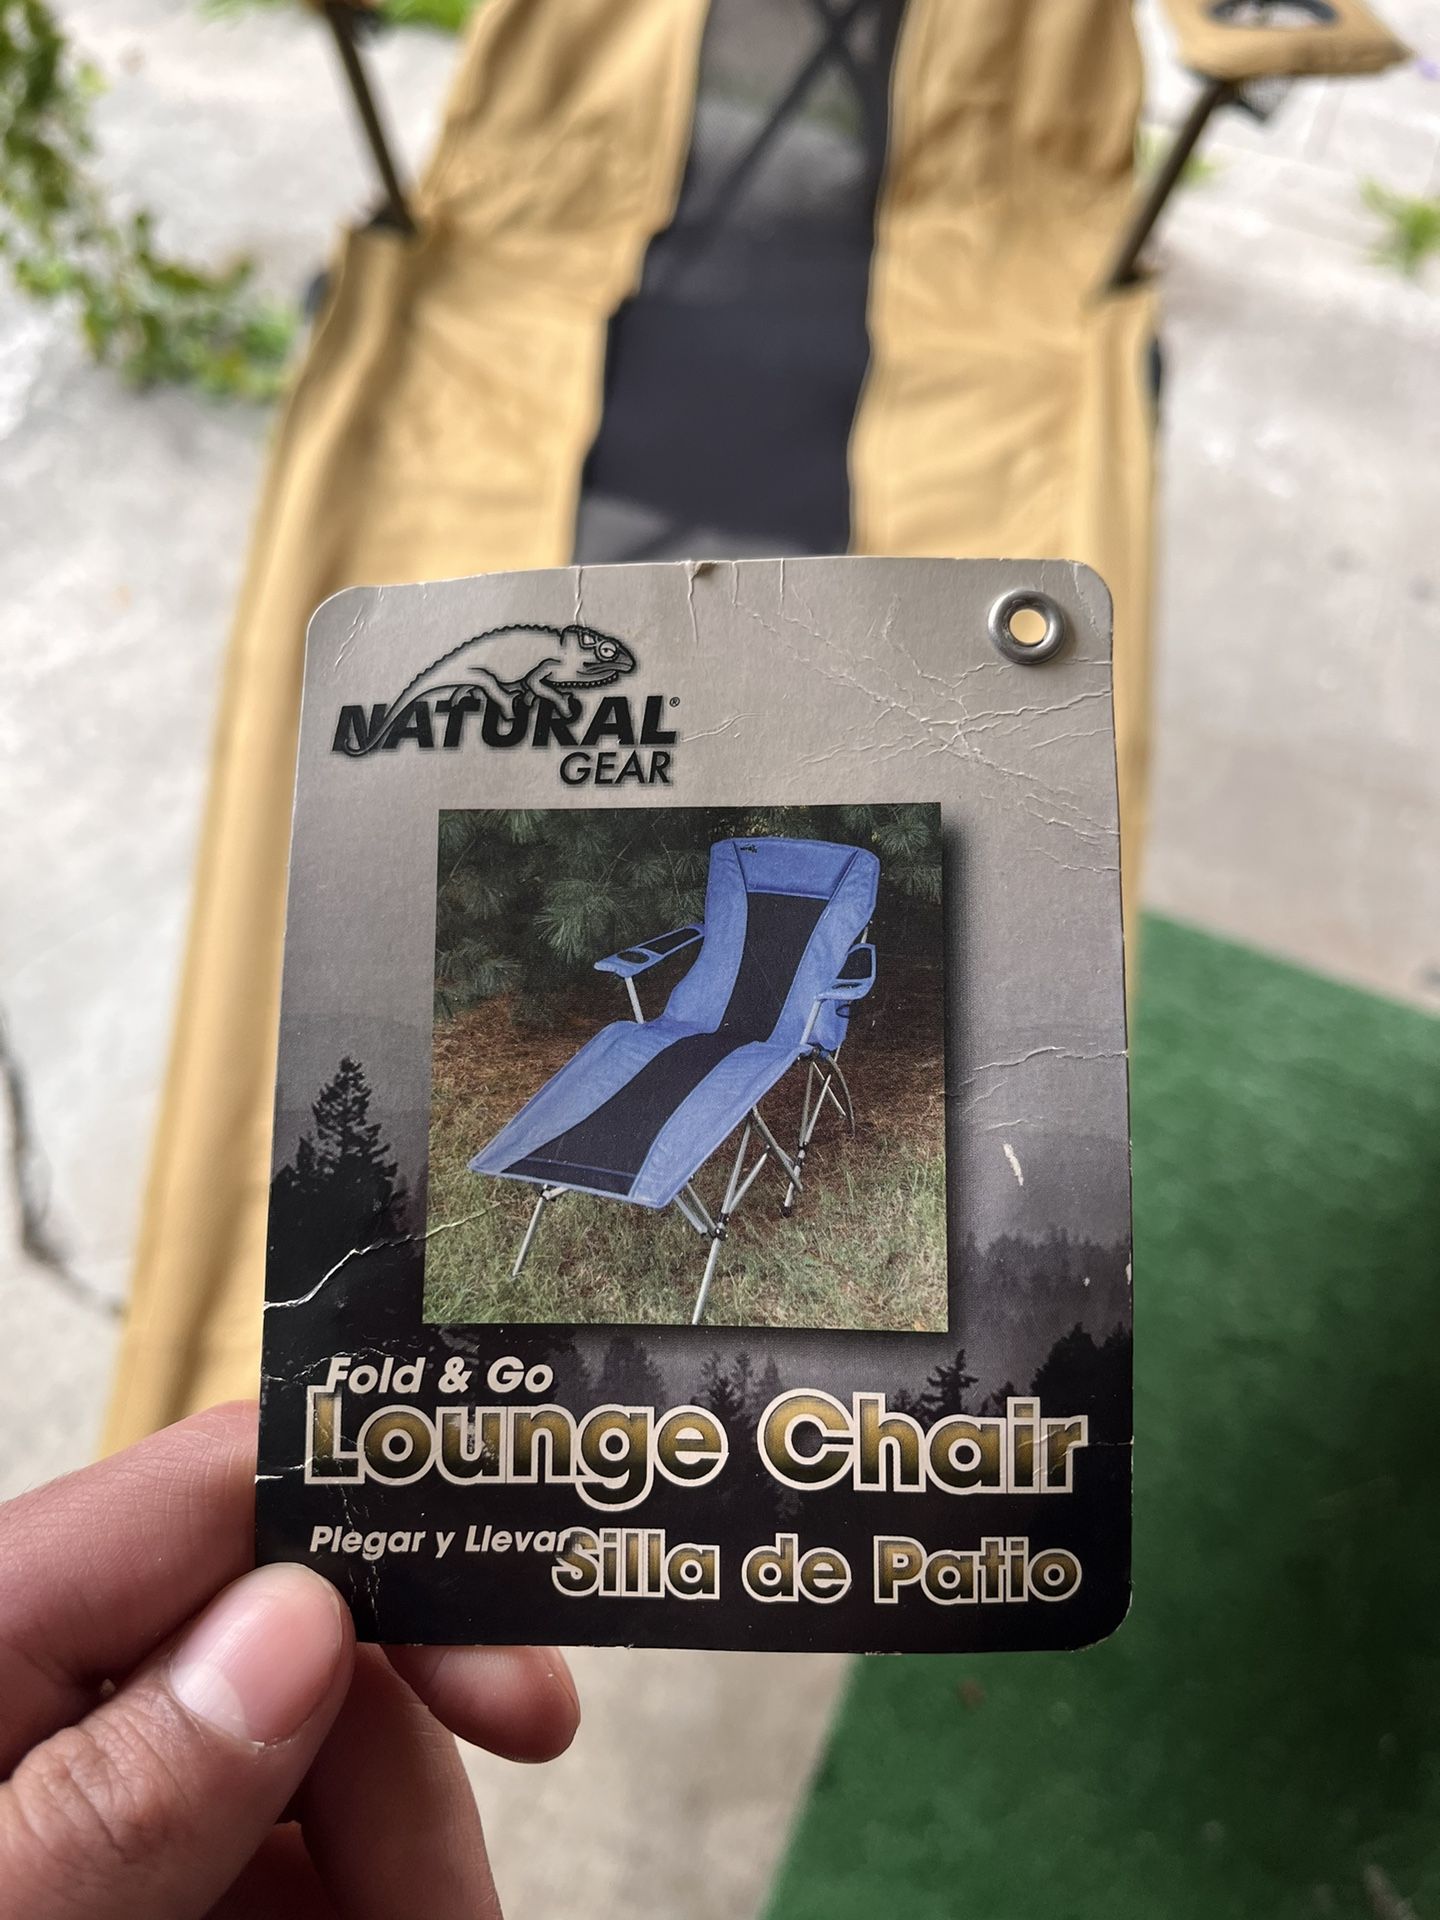 NATURAL®
GEAR
Fold & Go
Lounge Chair
Plegar y Llevar Silla de Patio